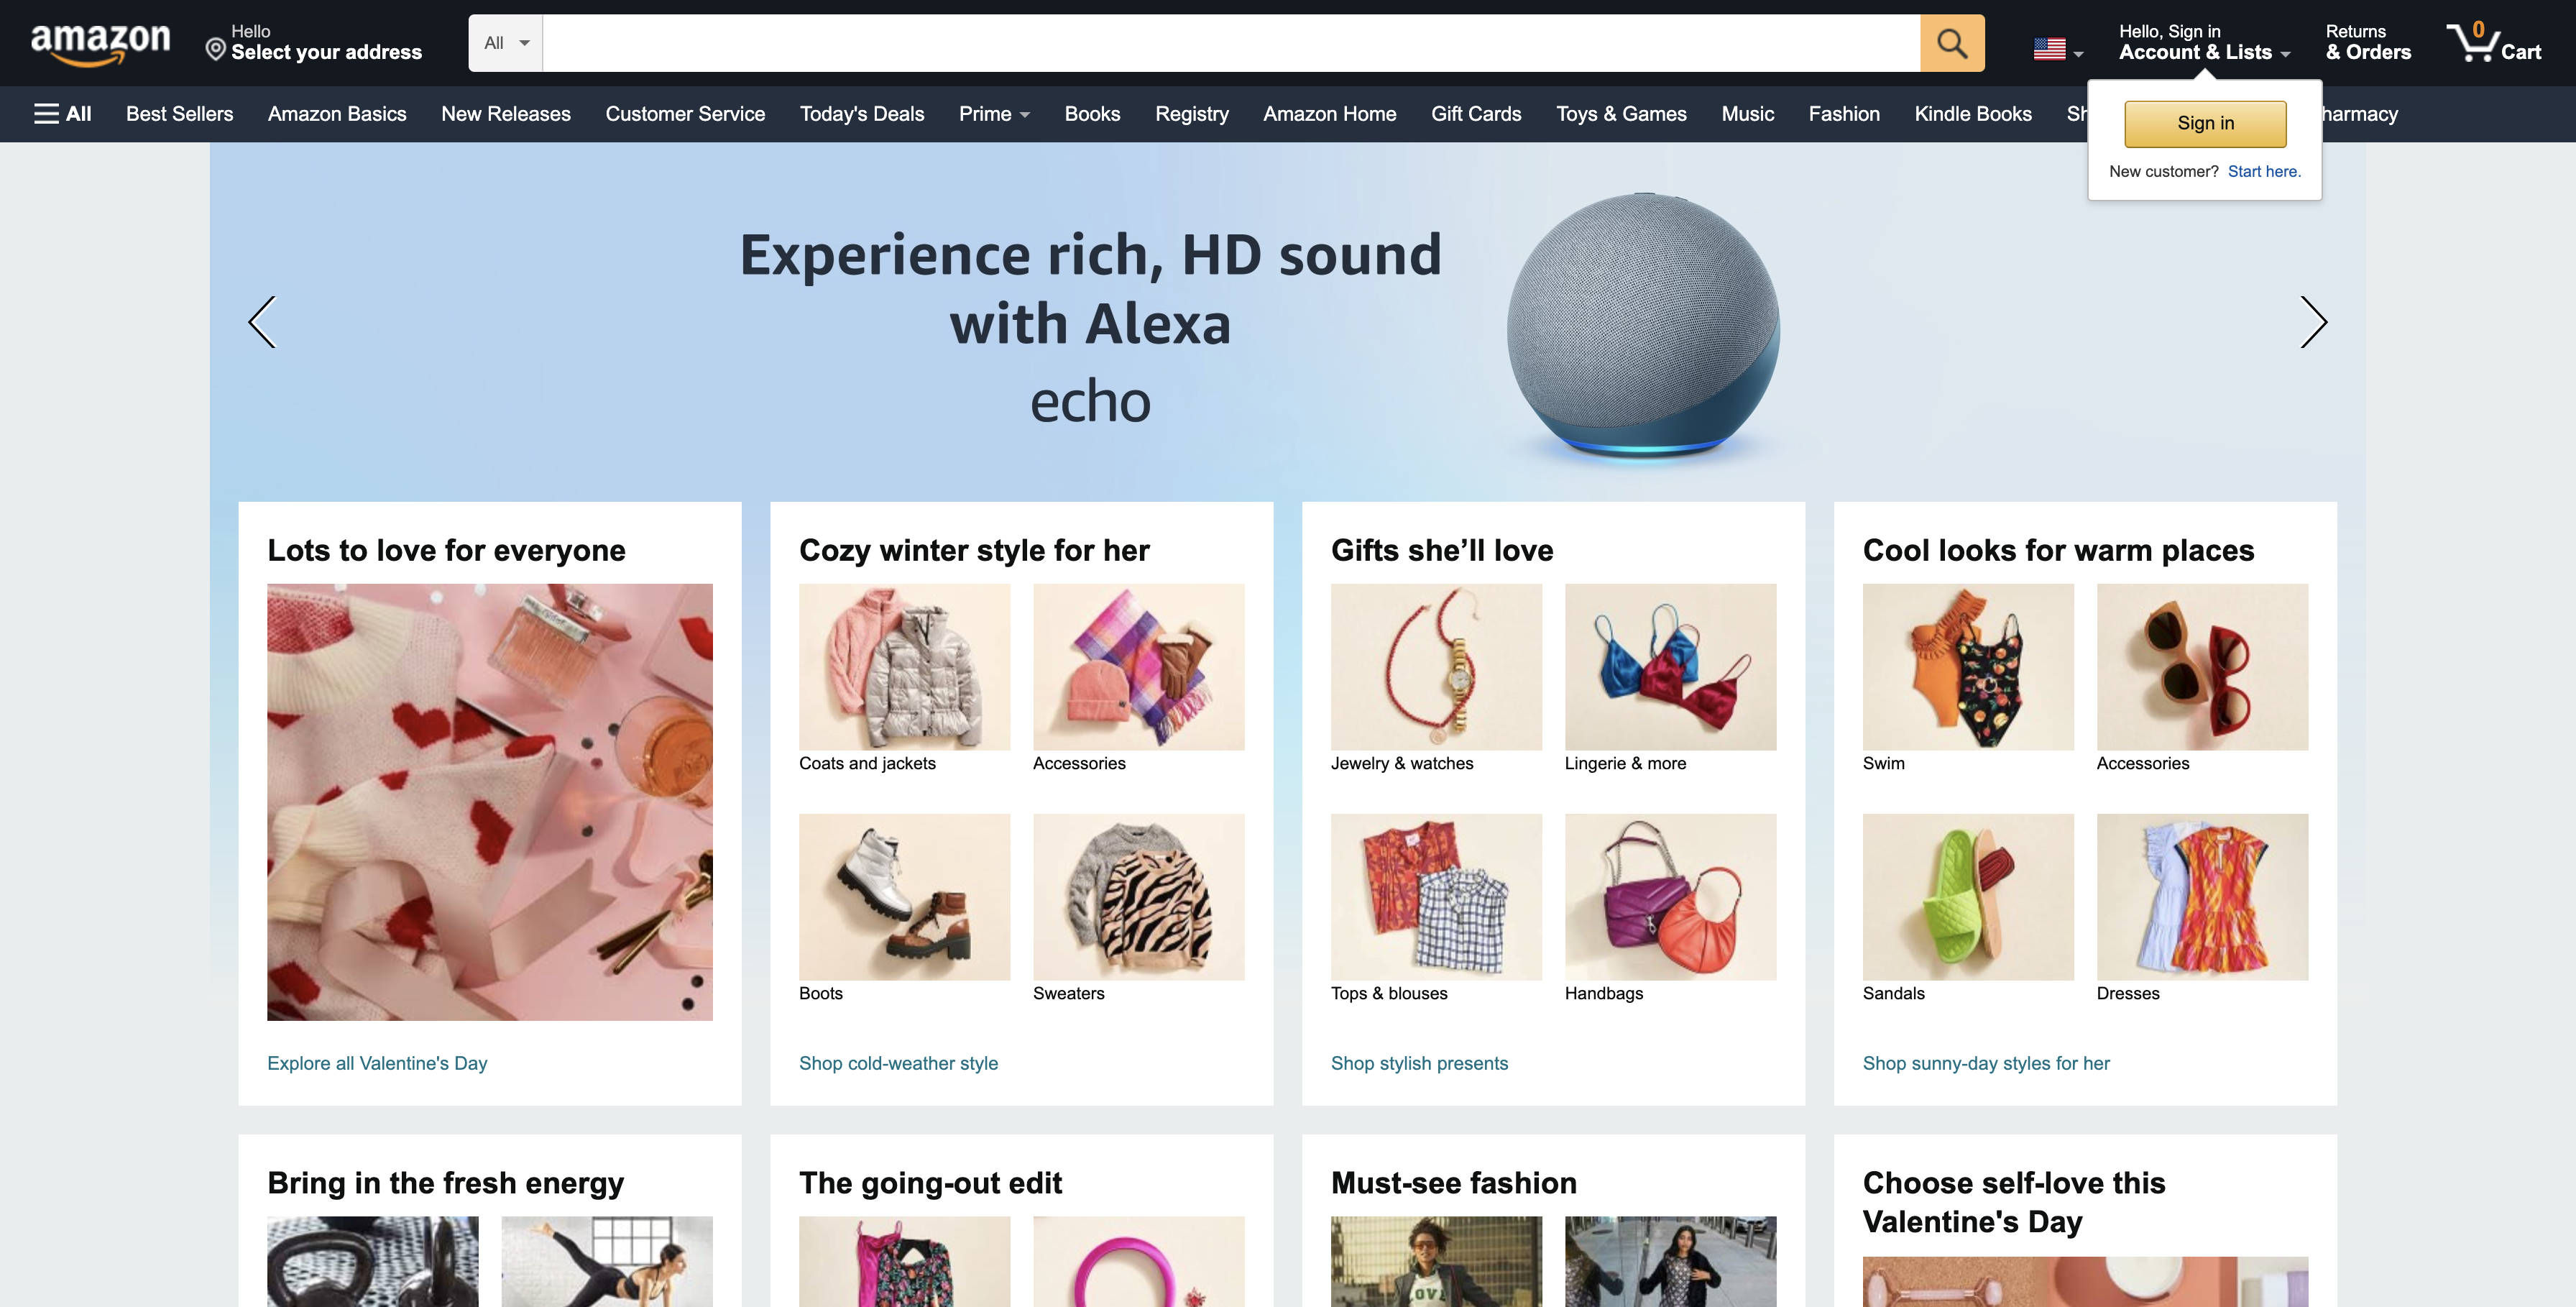 amazon
Hello
Select your address
All
Hello, Sign in
Account & Lists
Returns
& Orders
0
Cart
All
Best Sellers
Amazon Basics
New Releases
Customer Service
Today's Deals
Prime
Books
Registry
Amazon Home
Gift Cards
Toys & Games
Music
Fashion
Kindle Books
Sign in
New customer? Start here.
Experience rich, HD sound
with Alexa
echo
Lots to love for everyone
Explore all Valentine's Day
Cozy winter style for her
Coats and jackets
Accessories
Boots
Sweaters
Shop cold-weather style
Gifts she’ll love
Jewelry & watches
Lingerie & more
Tops & blouses
Handbags
Shop stylish presents
Cool looks for warm places
Swim
Accessories
Sandals
Dresses
Shop sunny-day styles for her
Bring in the fresh energy
The going-out edit
Must-see fashion
Choose self-love this
Valentine's Day